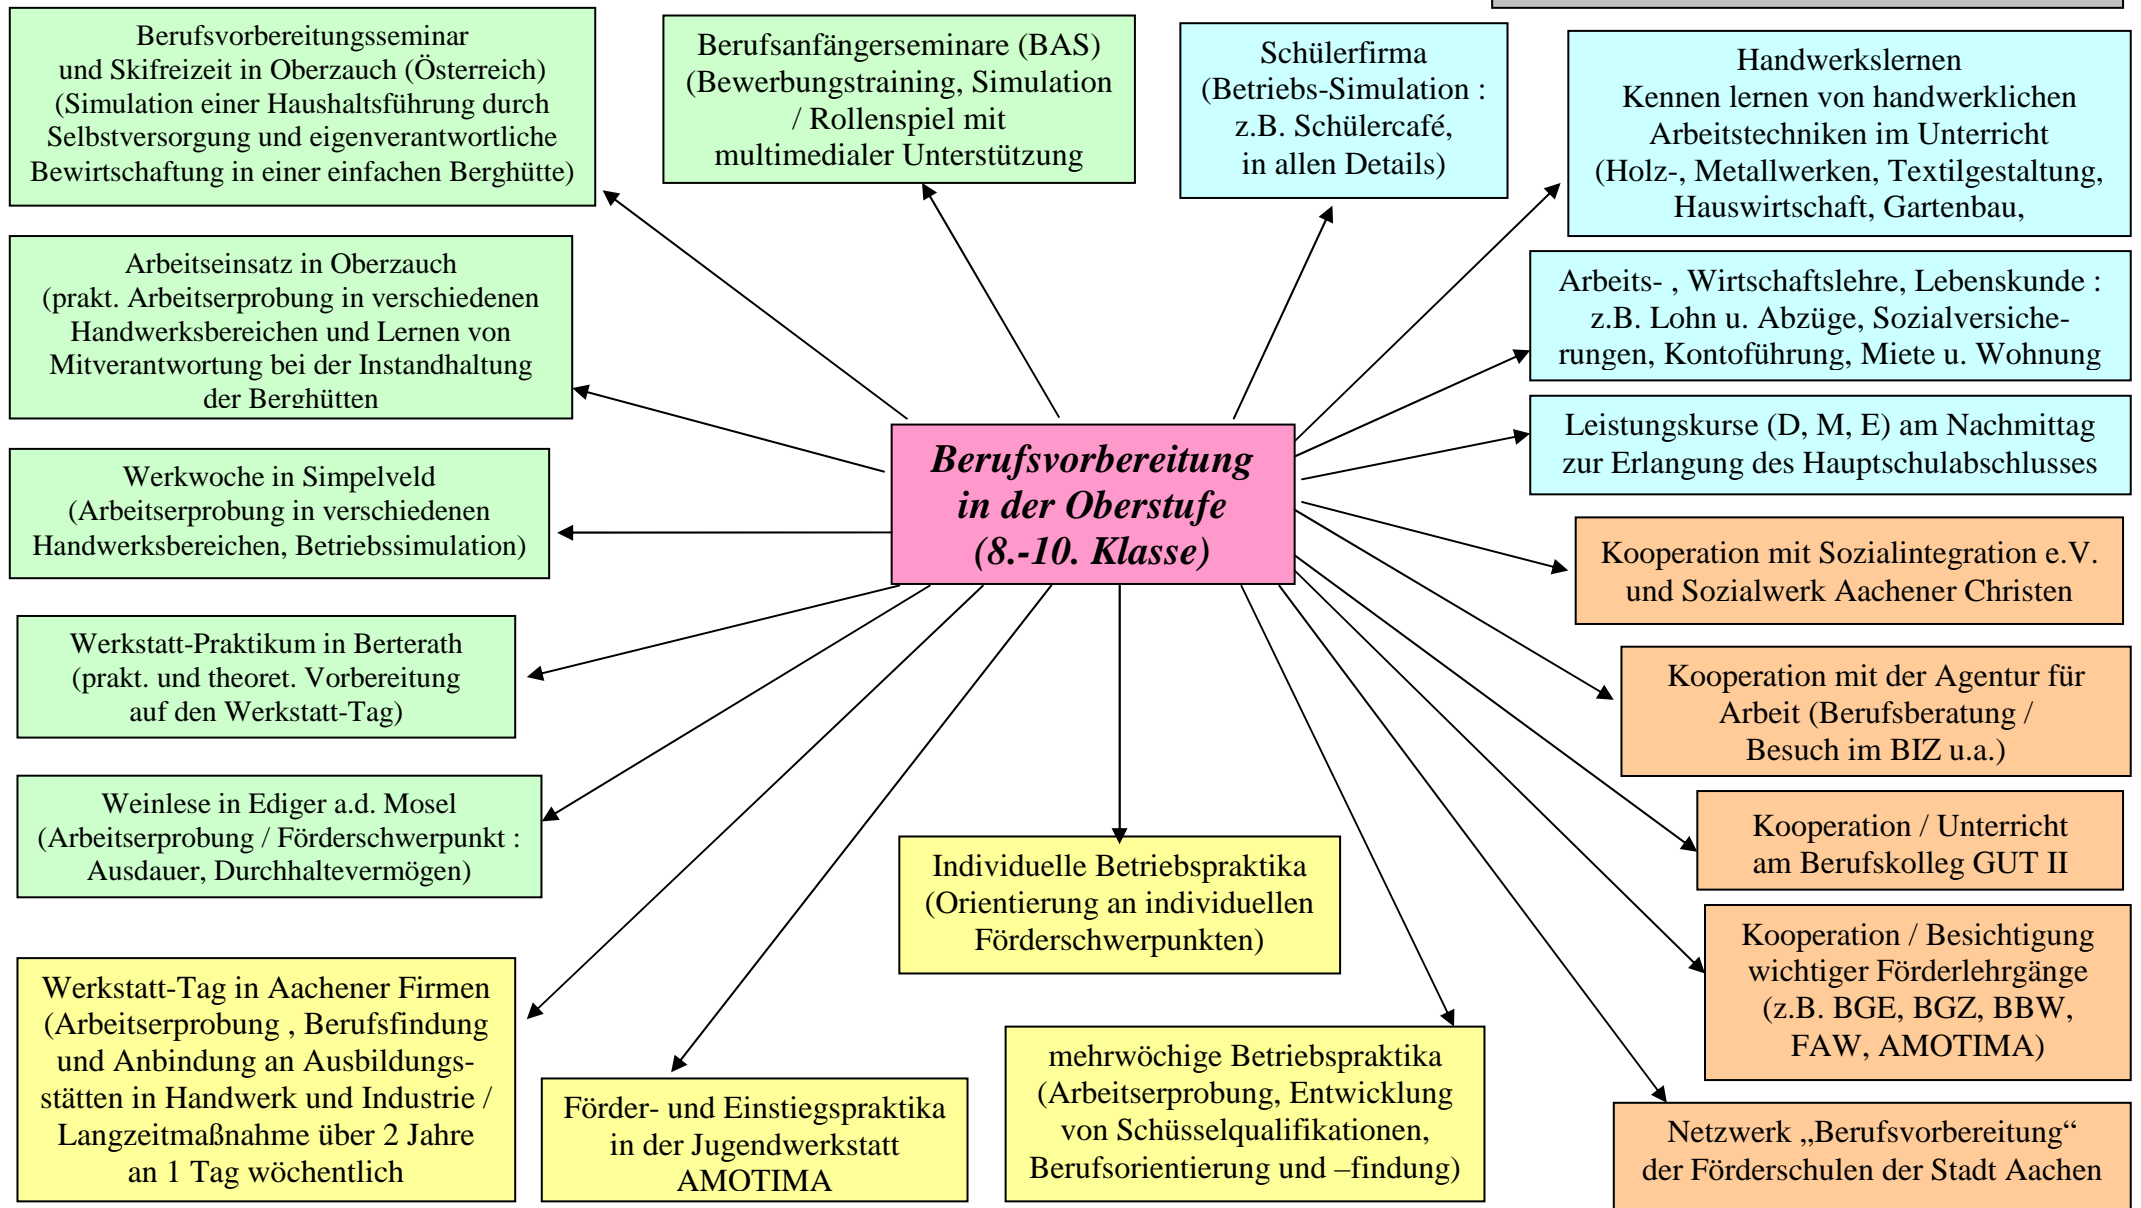 Berufsvorbereitungsseminar
und Skifreizeit in Oberzauch (Österreich)
(Simulation einer Haushaltsführung durch
Selbstversorgung und eigenverantwortliche
Bewirtschaftung in einer einfachen Berghütte)
Berufsanfängerseminare (BAS)
(Bewerbungstraining, Simulation
/ Rollenspiel mit
multimedialer Unterstützung
Schülerfirma
(Betriebs-Simulation :
z.B. Schülercafé,
in allen Details)
Handwerkslernen
Kennen lernen von handwerklichen
Arbeitstechniken im Unterricht
(Holz-, Metallwerken, Textilgestaltung,
Hauswirtschaft, Gartenbau,
Arbeitseinsatz in Oberzauch
(prakt. Arbeitserprobung in verschiedenen
Handwerksbereichen und Lernen von
Mitverantwortung bei der Instandhaltung
der Berghütten
Arbeits- , Wirtschaftslehre, Lebenskunde :
z.B. Lohn u. Abzüge, Sozialversiche-
rungen, Kontoführung, Miete u. Wohnung
Leistungskurse (D, M, E) am Nachmittag
zur Erlangung des Hauptschulabschlusses
Berufsvorbereitung
in der Oberstufe
(8.-10. Klasse)
Werkwoche in Simpelveld
(Arbeitserprobung in verschiedenen
Handwerksbereichen, Betriebssimulation)
Kooperation mit Sozialintegration e.V.
und Sozialwerk Aachener Christen
Werkstatt-Praktikum in Berterath
(prakt. und theoret. Vorbereitung
auf den Werkstatt-Tag)
Kooperation mit der Agentur für
Arbeit (Berufsberatung /
Besuch im BIZ u.a.)
Weinlese in Ediger a.d. Mosel
(Arbeitserprobung / Förderschwerpunkt :
Ausdauer, Durchhaltevermögen)
Kooperation / Unterricht
am Berufskolleg GUT II
Individuelle Betriebspraktika
(Orientierung an individuellen
Förderschwerpunkten)
Kooperation / Besichtigung
wichtiger Förderlehrgänge
(z.B. BGE, BGZ, BBW,
FAW, AMOTIMA)
Werkstatt-Tag in Aachener Firmen
(Arbeitserprobung , Berufsfindung
und Anbindung an Ausbildungs-
stätten in Handwerk und Industrie /
Langzeitmaßnahme über 2 Jahre
an 1 Tag wöchentlich
Förder- und Einstiegspraktika
in der Jugendwerkstatt
AMOTIMA
mehrwöchige Betriebspraktika
(Arbeitserprobung, Entwicklung
von Schüsselqualifikationen,
Berufsorientierung und –findung)
Netzwerk „Berufsvorbereitung“
der Förderschulen der Stadt Aachen